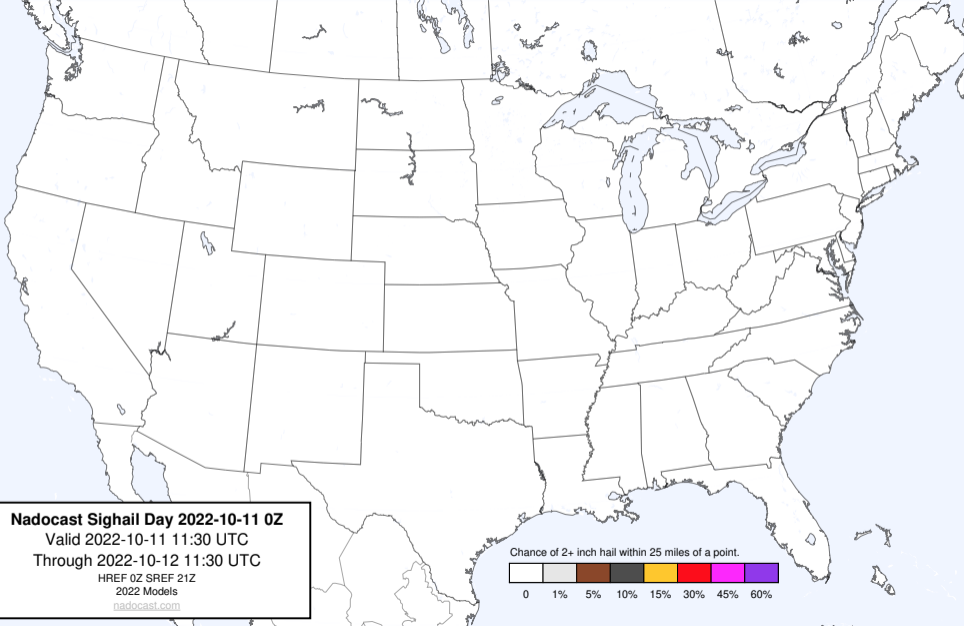 Nadocast Sighail Day 2022-10-11 0Z
Valid 2022-10-11 11:30 UTC
Through 2022-10-12 11:30 UTC
HREF 0Z SREF 21Z
2022 Models
nadocast.com
Chance of 2+ inch hail within 25 miles of a point.
0 1% 5% 10% 15% 30% 45% 60%